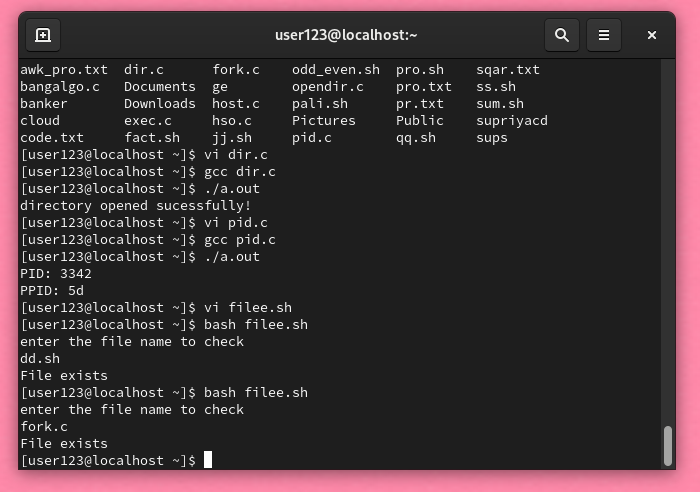 user123@localhost:~
awk_pro.txt  dir.c      fork.c    odd_even.sh  pro.sh    sqar.txt
bangalgo.c   Documents  ge        opendir.c    pro.txt   ss.sh
banker       Downloads  host.c    pali.sh      pr.txt    sum.sh
cloud        exec.c     hso.c     Pictures     Public    supriyacd
code.txt     fact.sh    jj.sh     pid.c        qq.sh     sups
[user123@localhost ~]$ vi dir.c
[user123@localhost ~]$ gcc dir.c
[user123@localhost ~]$ ./a.out
directory opened sucessfully!
[user123@localhost ~]$ vi pid.c
[user123@localhost ~]$ gcc pid.c
[user123@localhost ~]$ ./a.out
PID: 3342
PPID: 5d
[user123@localhost ~]$ vi filee.sh
[user123@localhost ~]$ bash filee.sh
enter the file name to check
dd.sh
File exists
[user123@localhost ~]$ bash filee.sh
enter the file name to check
fork.c
File exists
[user123@localhost ~]$